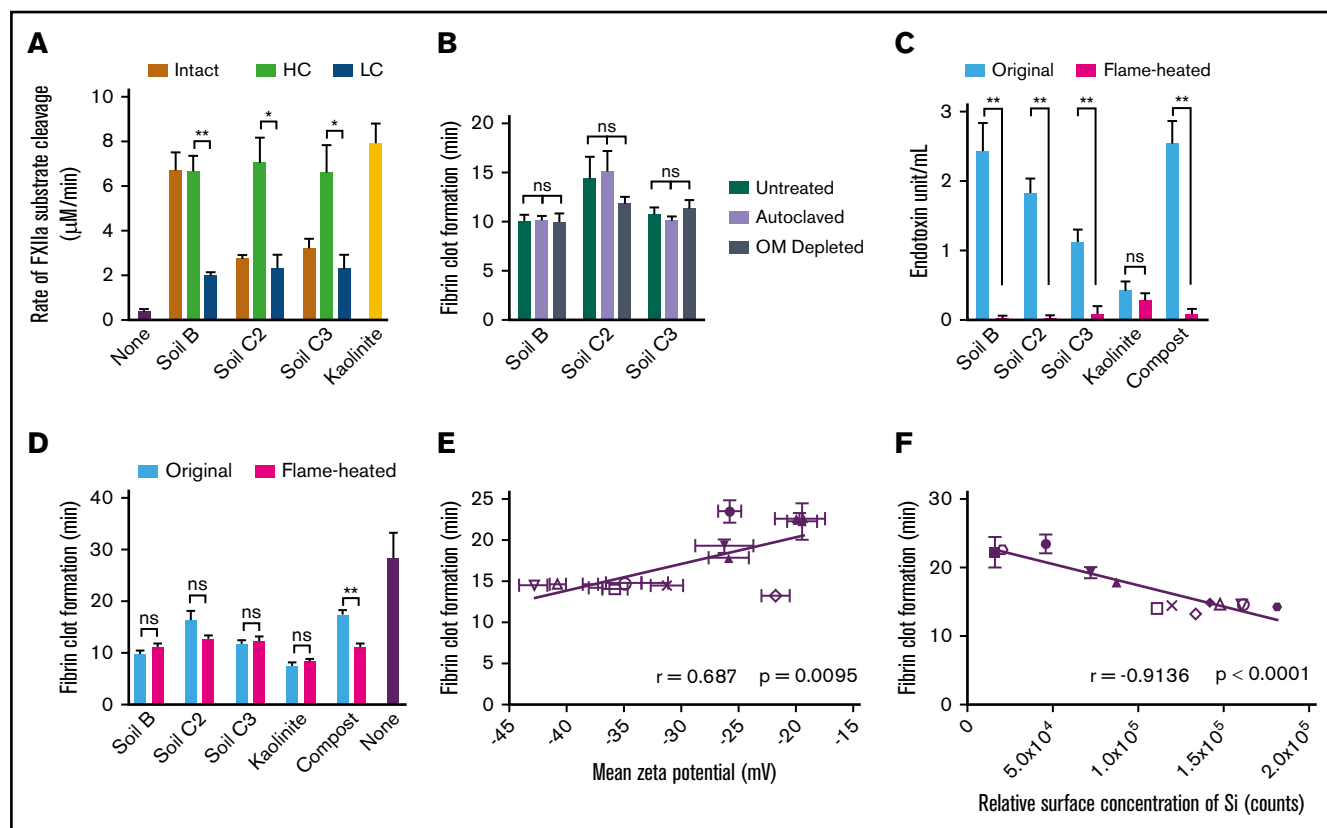 A
Intact HC LC
Rate of FXIIa substrate cleavage
(µM/min)
10
8
6
4
2
0
** * *
None Soil B Soil C2 Soil C3 Kaolinite
B
Fibrin clot formation (min)
20
15
10
5
0
ns ns ns
Untreated
Autoclaved
OM Depleted
Soil B Soil C2 Soil C3
C
Original Flame-heated
Endotoxin unit/mL
3
2
1
0
** ** ** ns **
Soil B Soil C2 Soil C3 Kaolinite Compost
D
Original Flame-heated
Fibrin clot formation (min)
40
30
20
10
0
ns ns ns ns **
Soil B Soil C2 Soil C3 Kaolinite Compost None
E
Fibrin clot formation (min)
25
20
15
10
5
0
r = 0.687 p = 0.0095
-45 -40 -35 -30 -25 -20 -15
Mean zeta potential (mV)
F
Fibrin clot formation (min)
30
20
10
0
r = -0.9136 p < 0.0001
0 5.0x10⁴ 1.0x10⁵ 1.5x10⁵ 2.0x10⁵
Relative surface concentration of Si (counts)